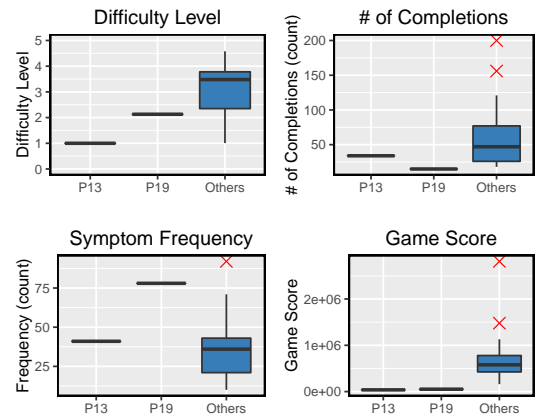 Difficulty Level
Difficulty Level
5
4
3
2
1
0
P13 P19 Others
# of Completions
# of Completions (count)
200
150
100
50
P13 P19 Others
Symptom Frequency
Frequency (count)
75
50
25
P13 P19 Others
Game Score
Game Score
2e+06
1e+06
0e+00
P13 P19 Others